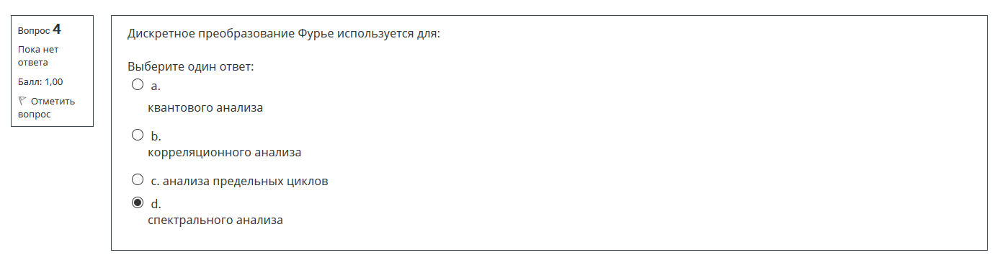 Вопрос 4
Пока нет
ответа
Балл: 1,00
Отметить
вопрос
Дискретное преобразование Фурье используется для:
Выберите один ответ:
a.
квантового анализа
b.
корреляционного анализа
c. анализа предельных циклов
d.
спектрального анализа